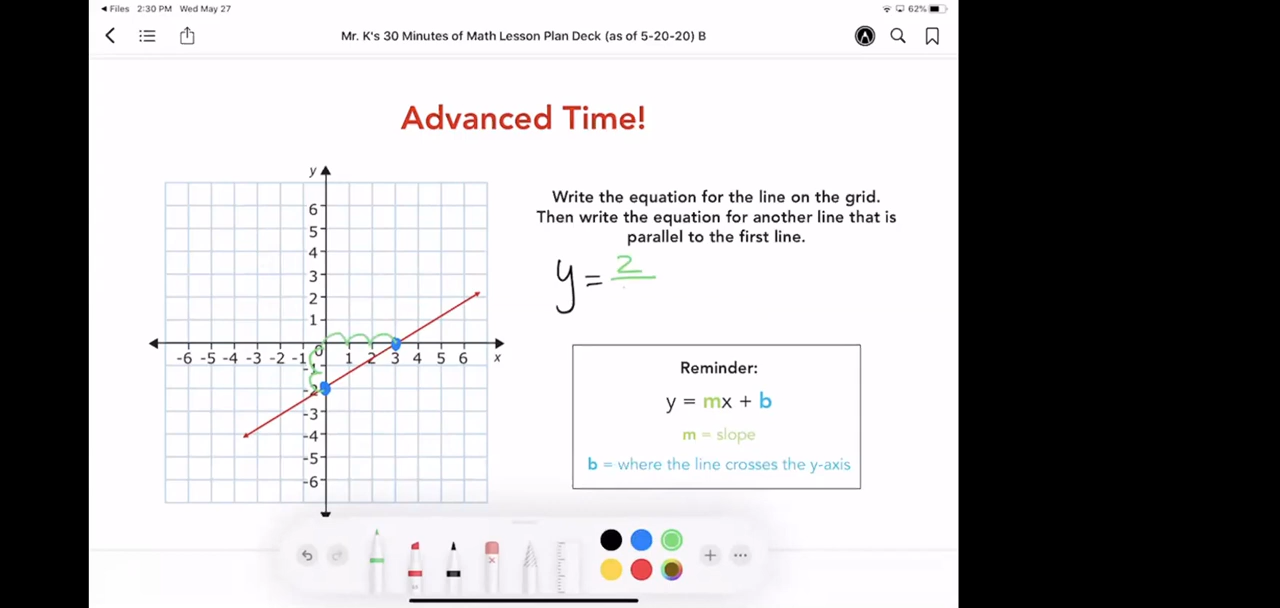 Files 2:30 PM Wed May 27 62%
Mr. K's 30 Minutes of Math Lesson Plan Deck (as of 5-20-20) B
Advanced Time!
Write the equation for the line on the grid.
Then write the equation for another line that is
parallel to the first line.
y = 2
Reminder:
y = mx + b
m = slope
b = where the line crosses the y-axis
y
6
5
4
3
2
1
-6 -5 -4 -3 -2 -1 0 1 2 3 4 5 6 x
-1
-2
-3
-4
-5
-6